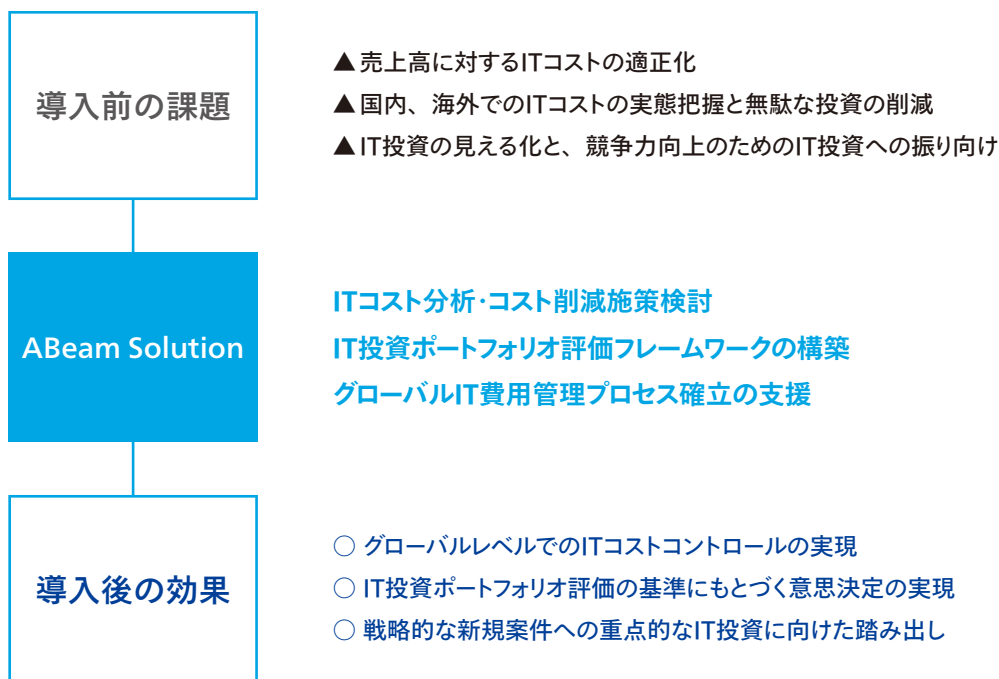 導入前の課題
▲売上高に対するITコストの適正化
▲国内、海外でのITコストの実態把握と無駄な投資の削減
▲IT投資の見える化と、競争力向上のためのIT投資への振り向け
ABeam Solution
ITコスト分析･コスト削減施策検討
IT投資ポートフォリオ評価フレームワークの構築
グローバルIT費用管理プロセス確立の支援
導入後の効果
○ グローバルレベルでのITコストコントロールの実現
○ IT投資ポートフォリオ評価の基準にもとづく意思決定の実現
○ 戦略的な新規案件への重点的なIT投資に向けた踏み出し